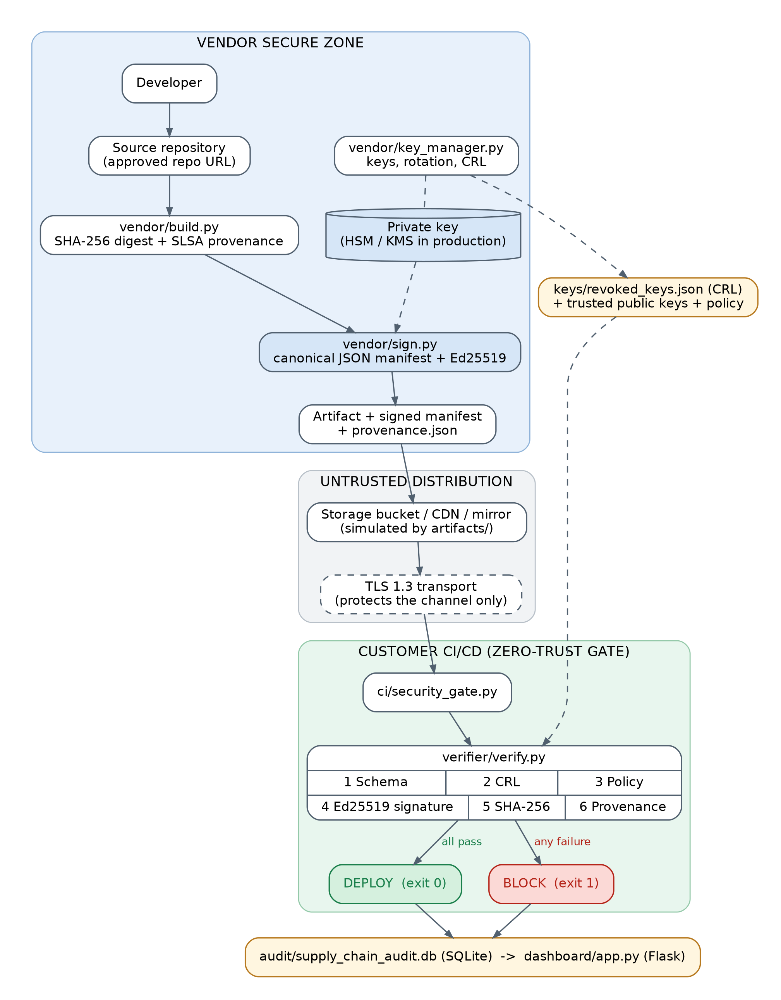 VENDOR SECURE ZONE
Developer
Source repository
(approved repo URL)
vendor/key_manager.py
keys, rotation, CRL
vendor/build.py
SHA-256 digest + SLSA provenance
Private key
(HSM / KMS in production)
keys/revoked_keys.json (CRL)
+ trusted public keys + policy
vendor/sign.py
canonical JSON manifest + Ed25519
Artifact + signed manifest
+ provenance.json
UNTRUSTED DISTRIBUTION
Storage bucket / CDN / mirror
(simulated by artifacts/)
TLS 1.3 transport
(protects the channel only)
CUSTOMER CI/CD (ZERO-TRUST GATE)
ci/security_gate.py
verifier/verify.py
1 Schema
2 CRL
3 Policy
4 Ed25519 signature
5 SHA-256
6 Provenance
all pass
any failure
DEPLOY  (exit 0)
BLOCK  (exit 1)
audit/supply_chain_audit.db (SQLite)  ->  dashboard/app.py (Flask)